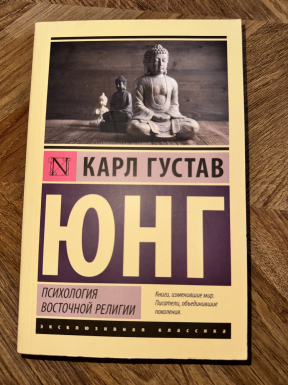 N
КАРЛ ГУСТАВ
ЮНГ
ПСИХОЛОГИЯ
ВОСТОЧНОЙ РЕЛИГИИ
Книги, изменившие мир.
Писатели, объединившие
поколения.
ЭКСКЛЮЗИВНАЯ КЛАССИКА